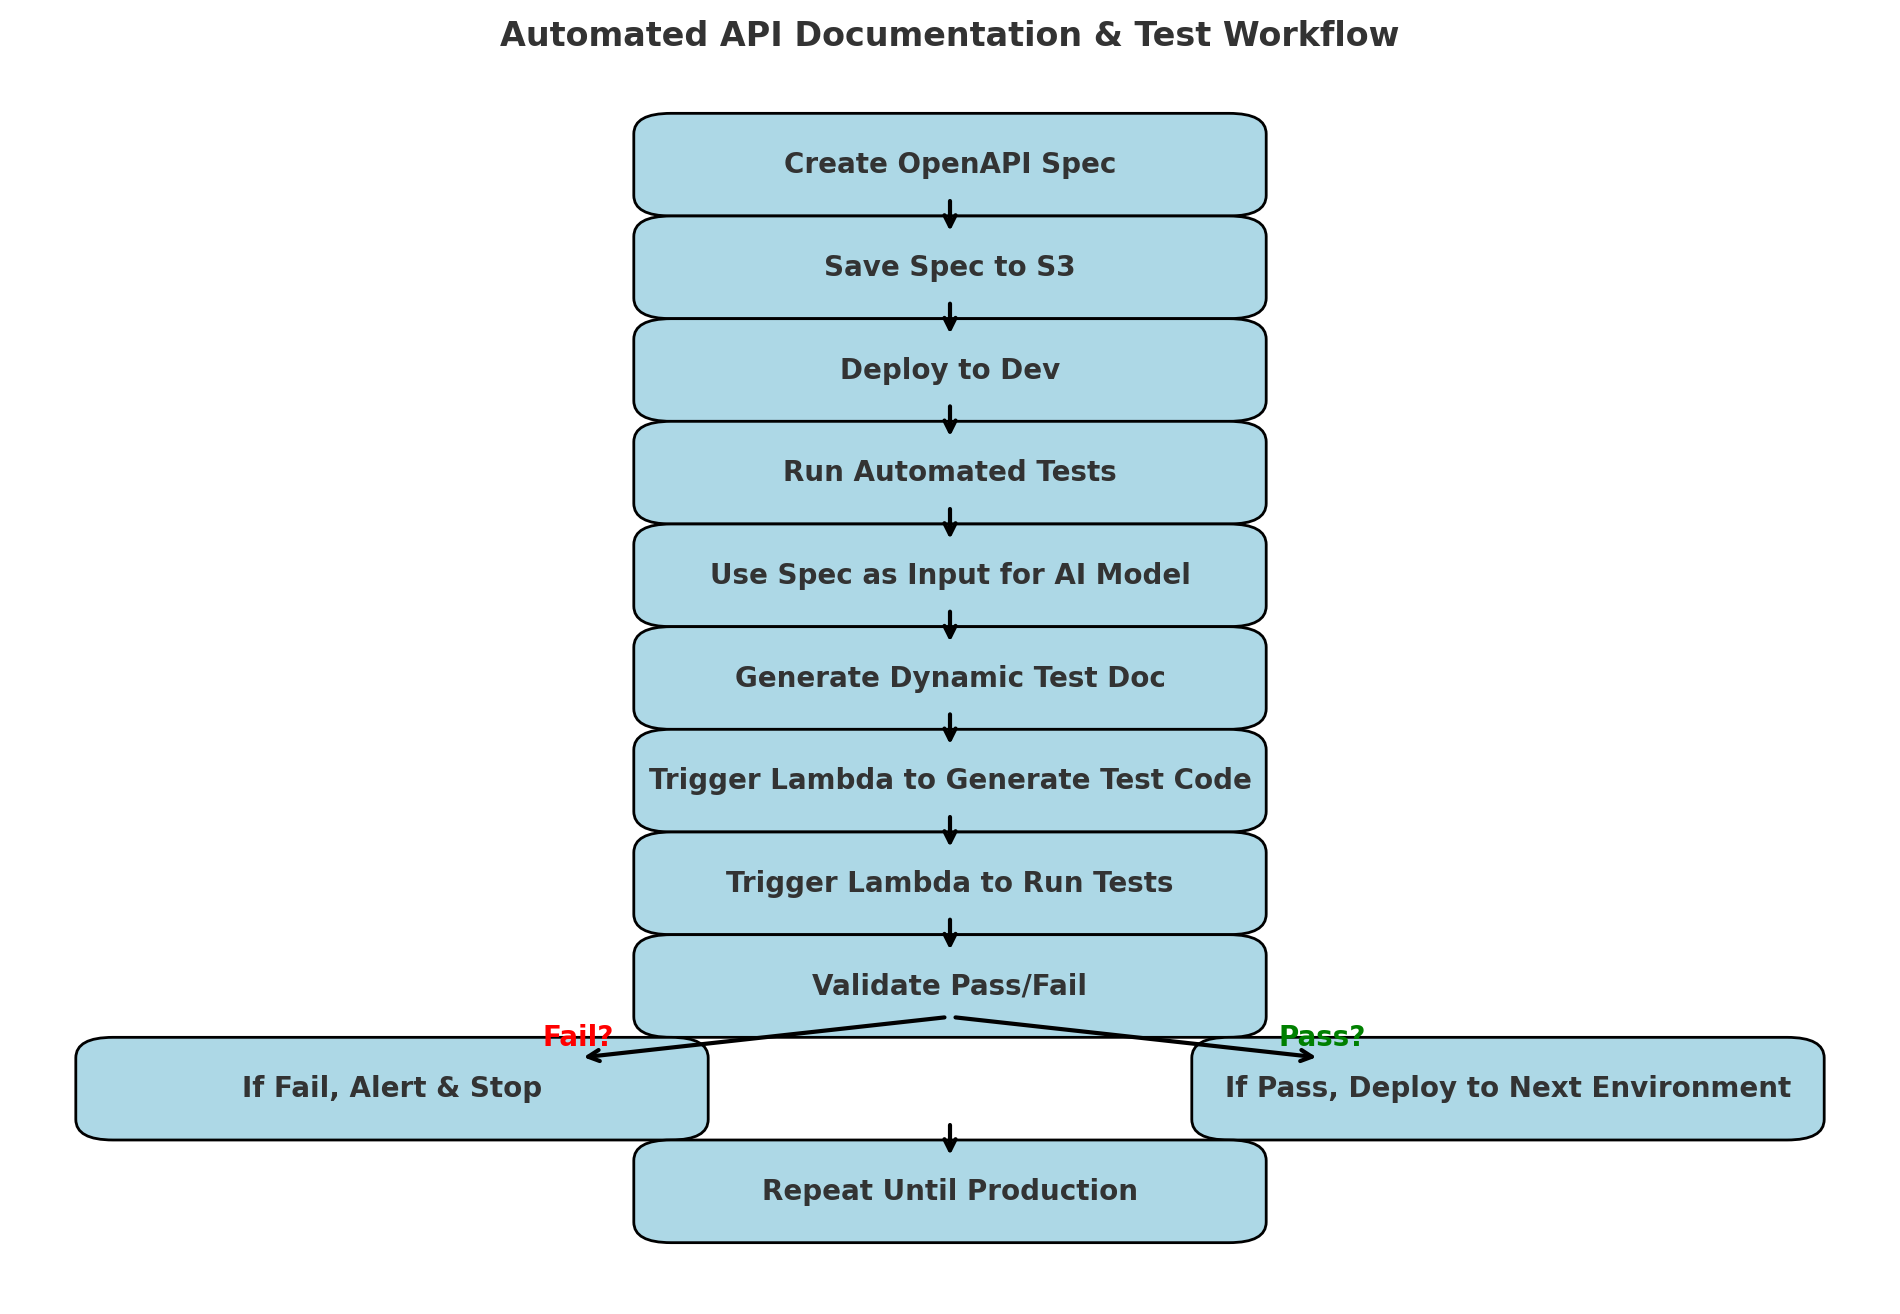 Automated API Documentation & Test Workflow
Create OpenAPI Spec
Save Spec to S3
Deploy to Dev
Run Automated Tests
Use Spec as Input for AI Model
Generate Dynamic Test Doc
Trigger Lambda to Generate Test Code
Trigger Lambda to Run Tests
Validate Pass/Fail
Fail?
Pass?
If Fail, Alert & Stop
If Pass, Deploy to Next Environment
Repeat Until Production